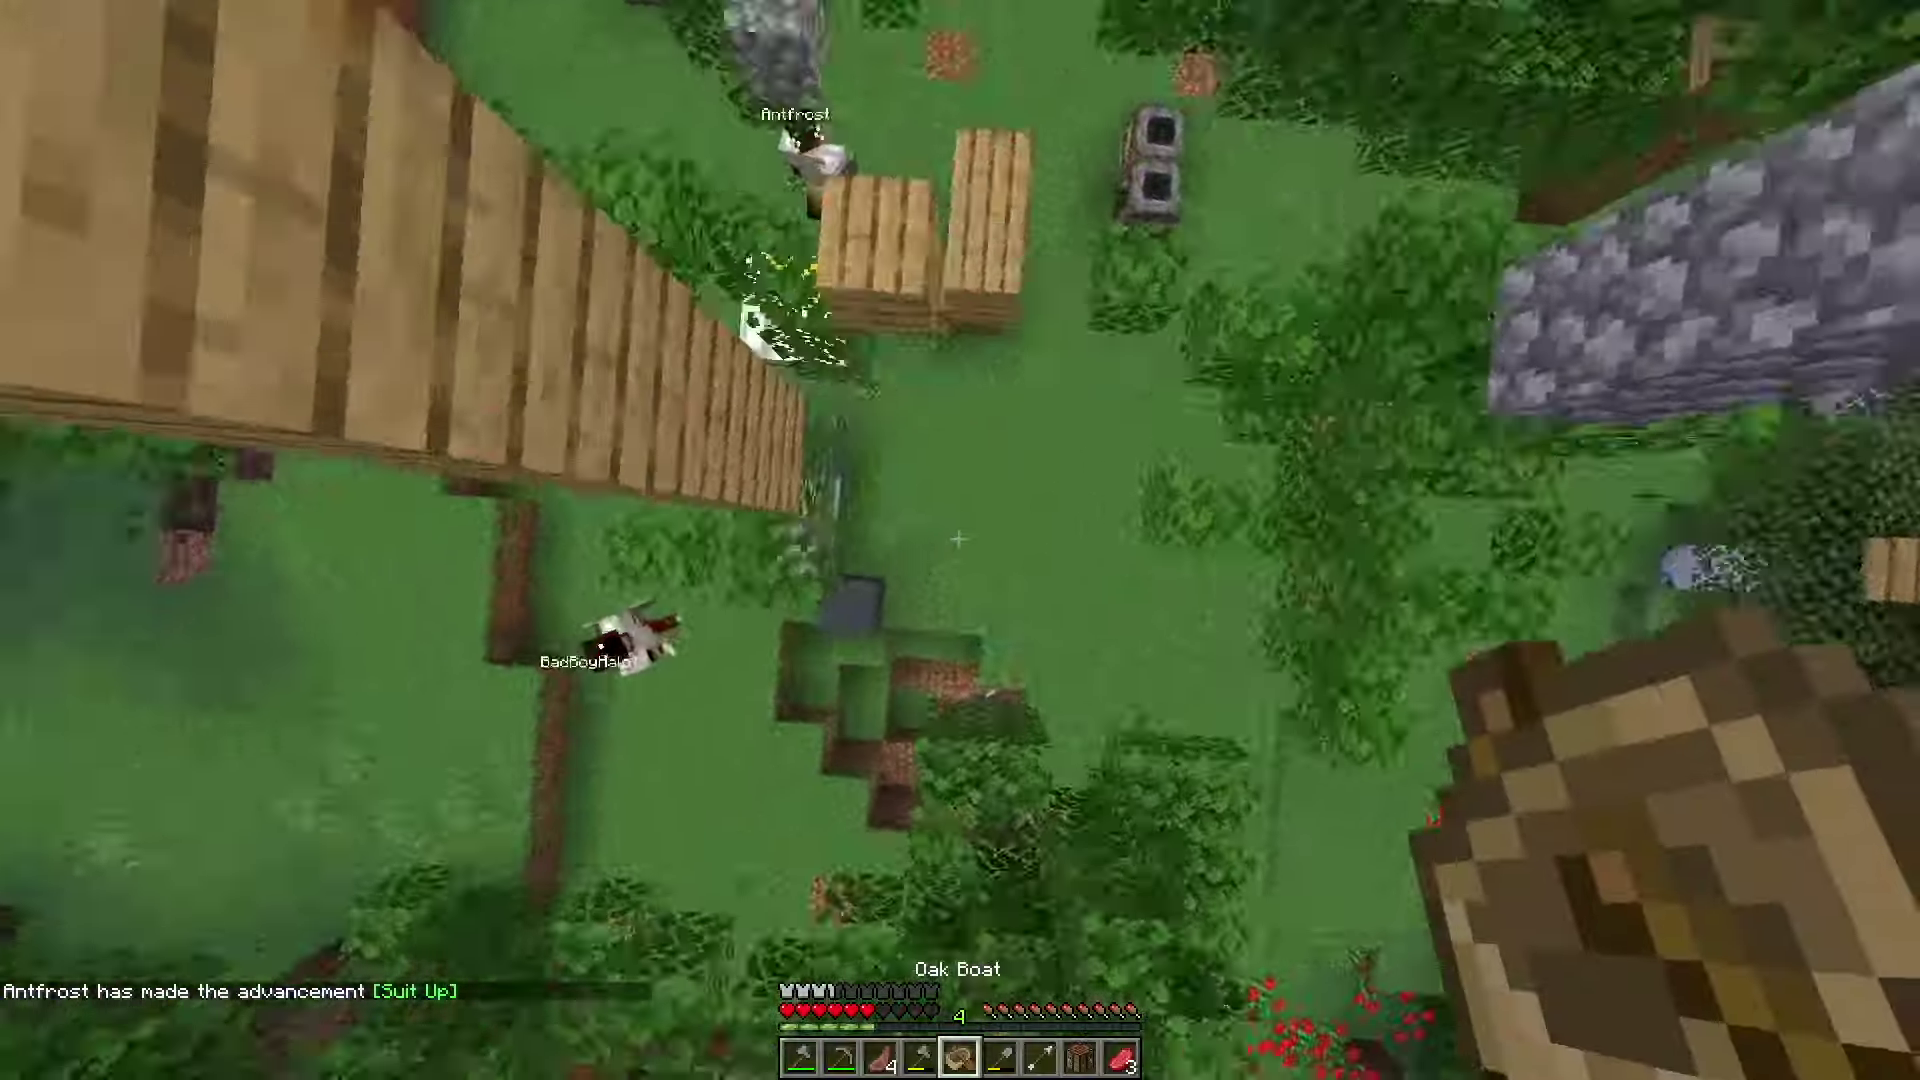 Antfrost
BadBoyHalo
Oak Boat
Antfrost has made the advancement [Suit Up]
4
4
3